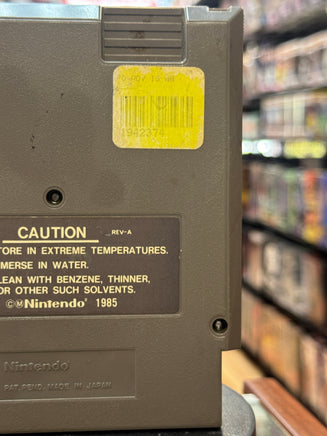 1942374
CAUTION REV-A
TORE IN EXTREME TEMPERATURES.
MERSE IN WATER.
LEAN WITH BENZENE, THINNER,
OR OTHER SUCH SOLVENTS.
©M Nintendo® 1985
Nintendo
PAT. PEND. MADE IN JAPAN